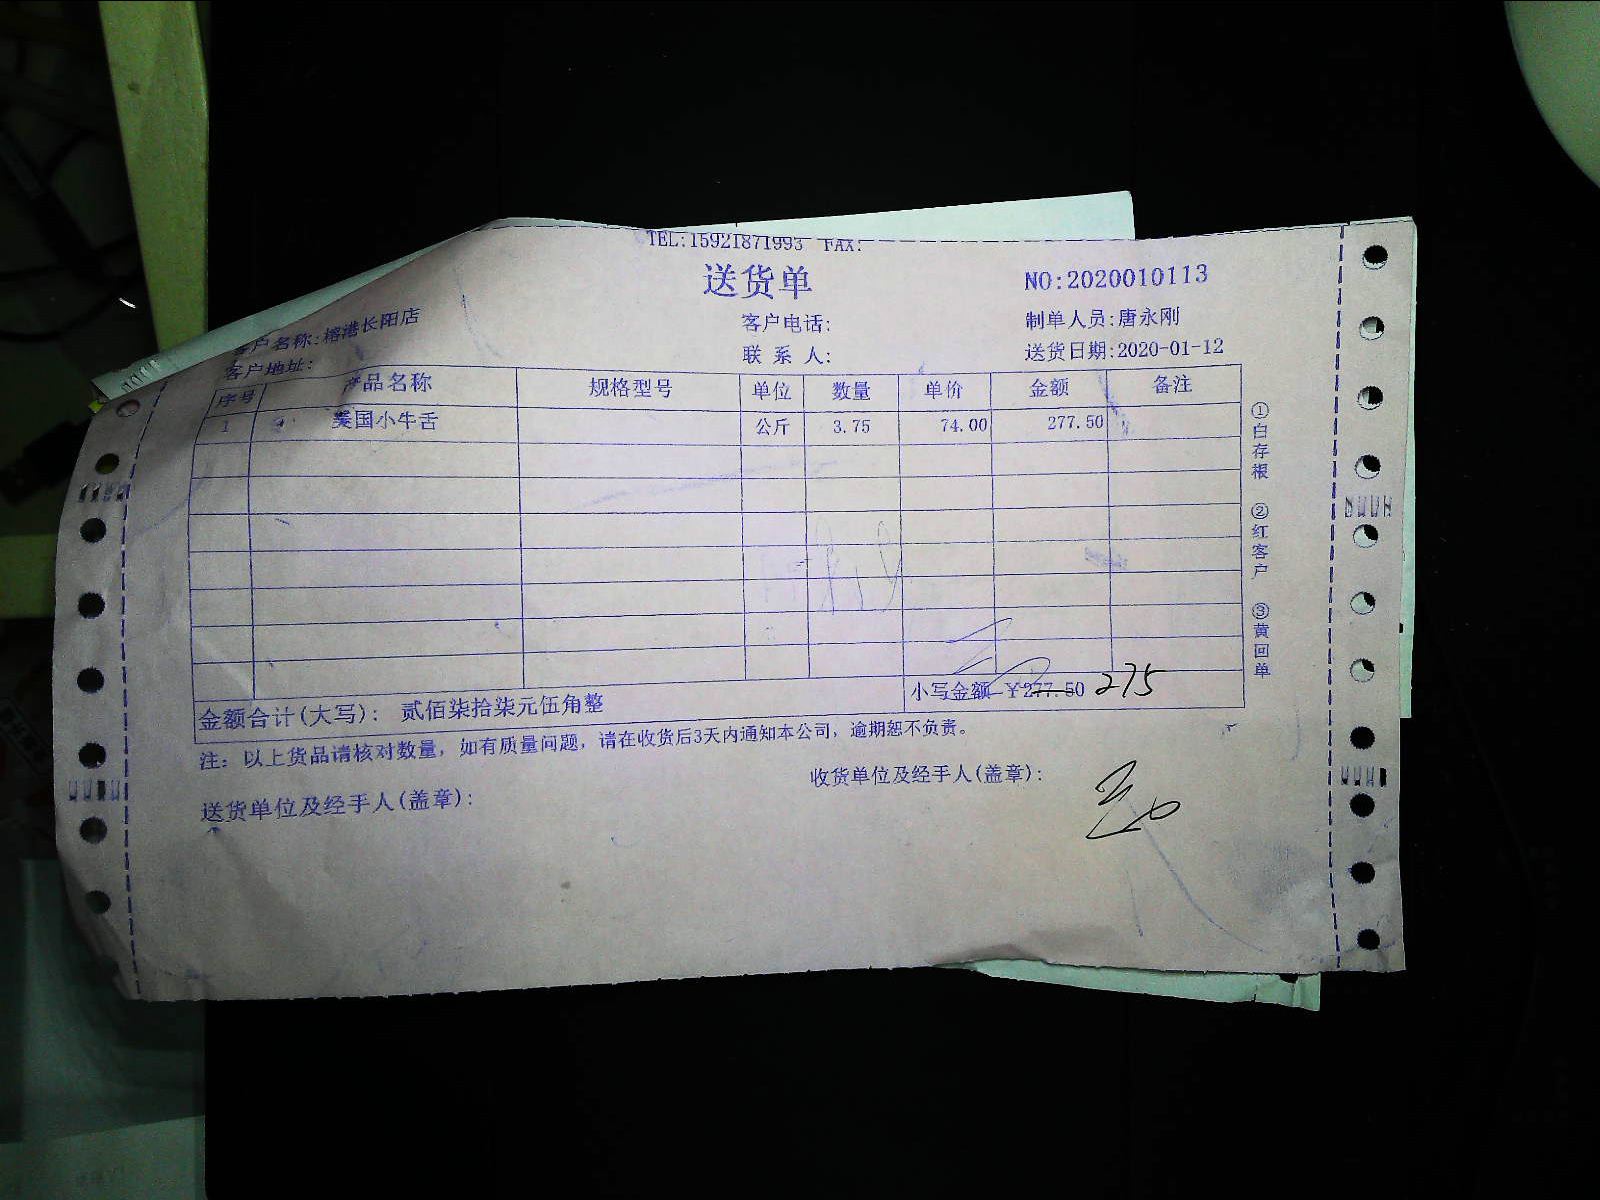 TEL:15921871993 FAX:
送货单
NO:2020010113
客户名称:榕港长阳店 客户电话: 制单人员:唐永刚
客户地址: 联系人: 送货日期:2020-01-12
序号 产品名称 规格型号 单位 数量 单价 金额 备注
1 美国小牛舌 公斤 3.75 74.00 277.50
金额合计(大写): 贰佰柒拾柒元伍角整 小写金额 ¥277.50 275
注: 以上货品请核对数量, 如有质量问题, 请在收货后3天内通知本公司, 逾期恕不负责。
送货单位及经手人(盖章): 收货单位及经手人(盖章):
①白存根 ②红客户 ③黄回单